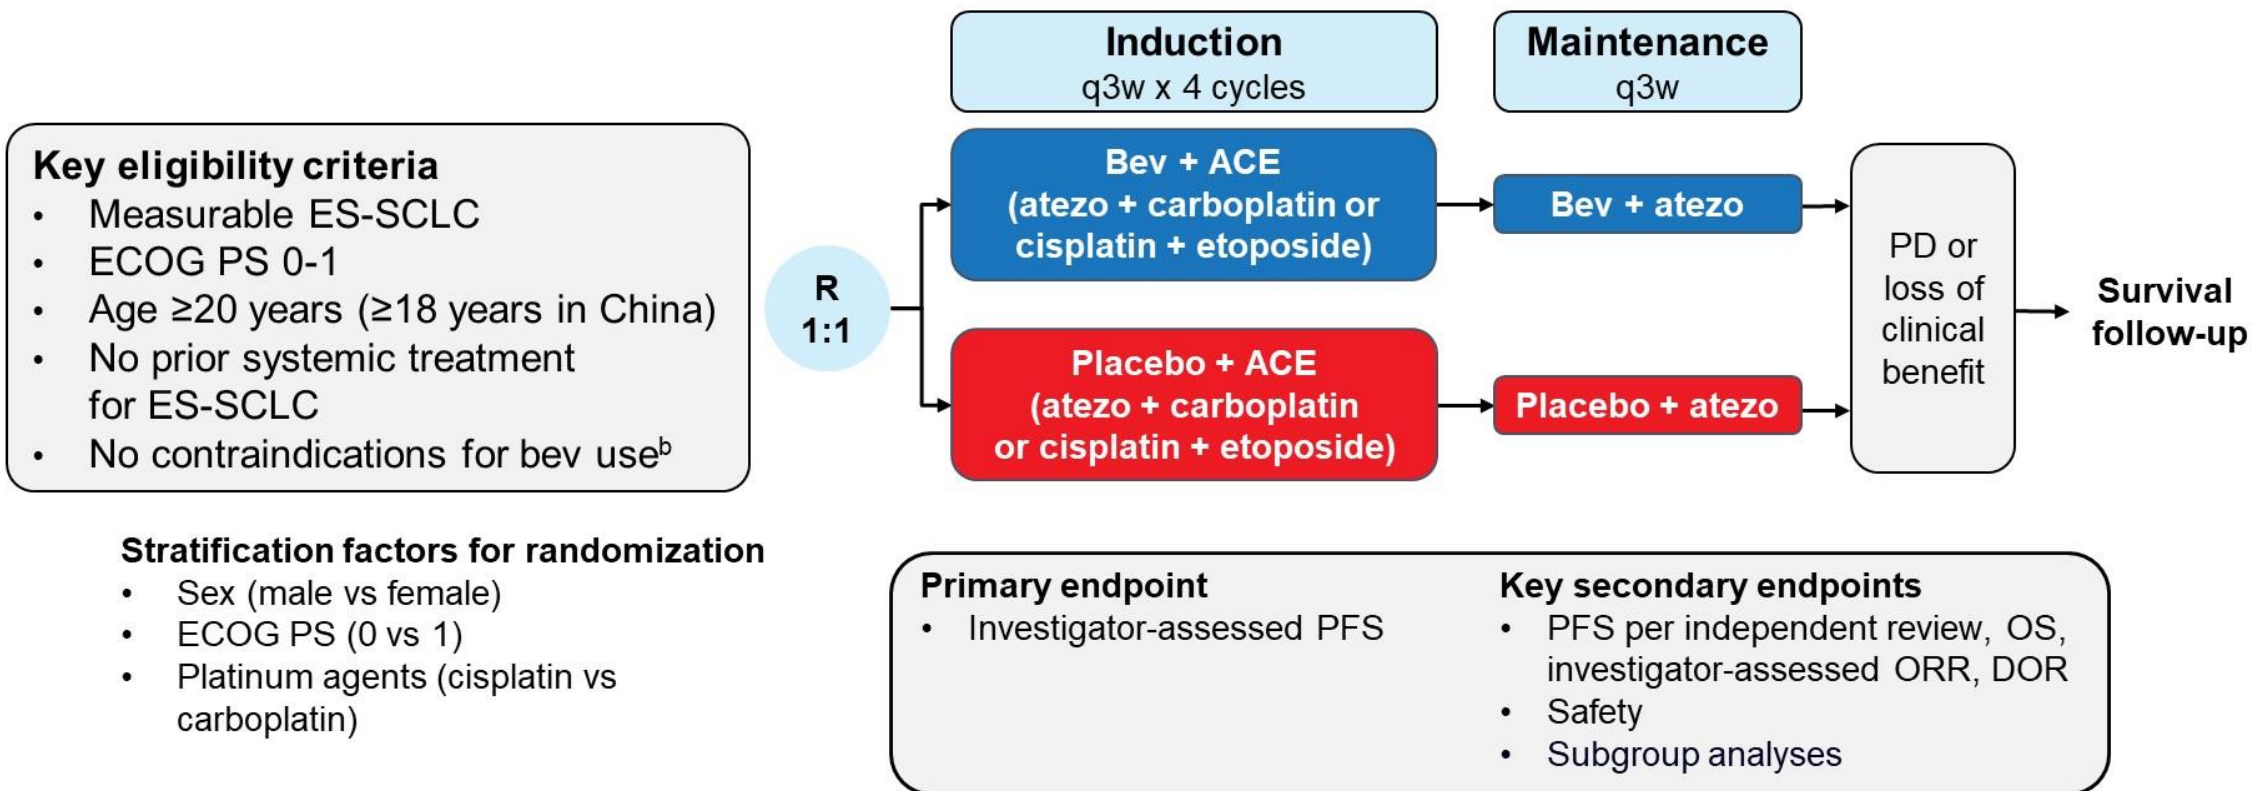 Induction
q3w x 4 cycles
Maintenance
q3w
Key eligibility criteria
• Measurable ES-SCLC
• ECOG PS 0-1
• Age ≥20 years (≥18 years in China)
• No prior systemic treatment
for ES-SCLC
• No contraindications for bev useᵇ
R
1:1
Bev + ACE
(atezo + carboplatin or
cisplatin + etoposide)
Bev + atezo
Placebo + ACE
(atezo + carboplatin
or cisplatin + etoposide)
Placebo + atezo
PD or
loss of
clinical
benefit
Survival
follow-up
Stratification factors for randomization
• Sex (male vs female)
• ECOG PS (0 vs 1)
• Platinum agents (cisplatin vs
carboplatin)
Primary endpoint
• Investigator-assessed PFS
Key secondary endpoints
• PFS per independent review, OS,
investigator-assessed ORR, DOR
• Safety
• Subgroup analyses